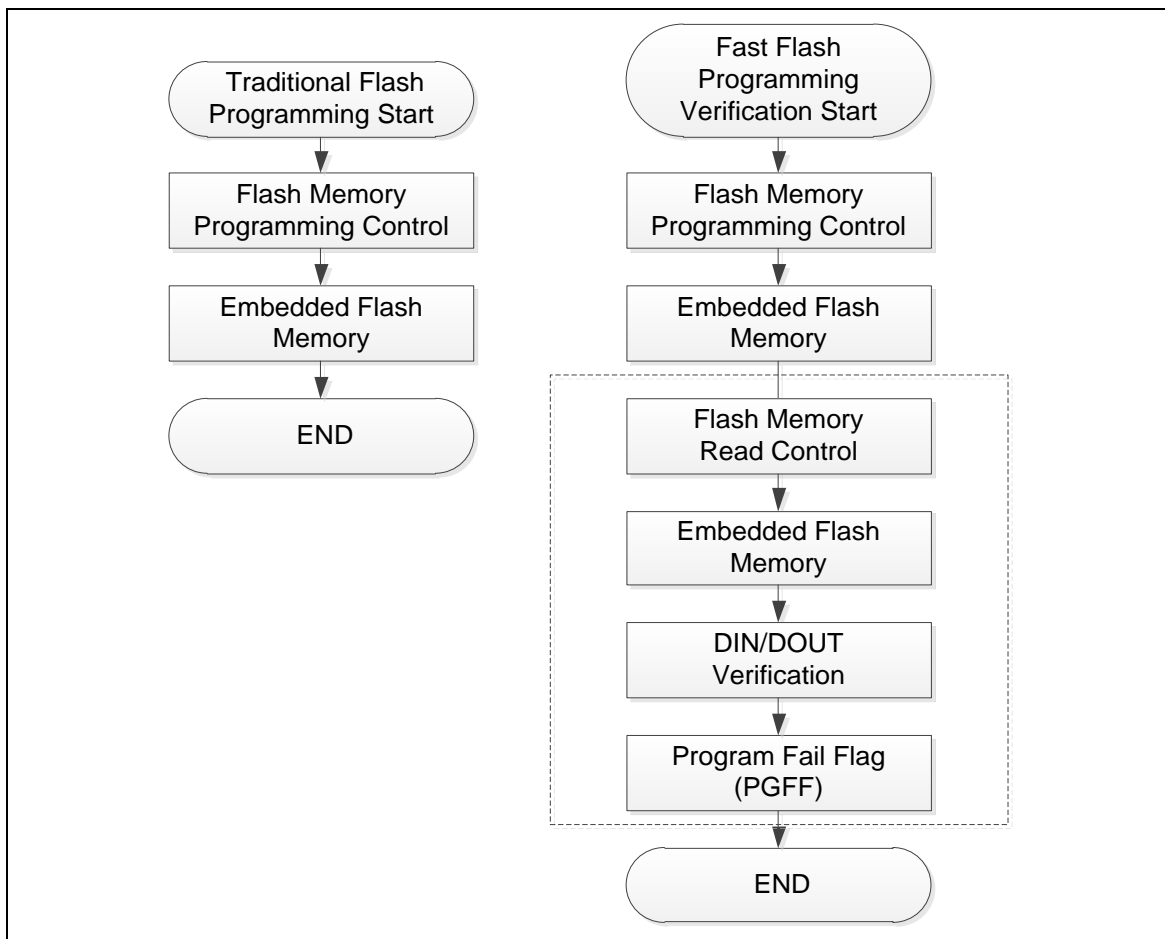 Traditional Flash
Programming Start
Flash Memory
Programming Control
Embedded Flash
Memory
END
Fast Flash
Programming
Verification Start
Flash Memory
Programming Control
Embedded Flash
Memory
Flash Memory
Read Control
Embedded Flash
Memory
DIN/DOUT
Verification
Program Fail Flag
(PGFF)
END